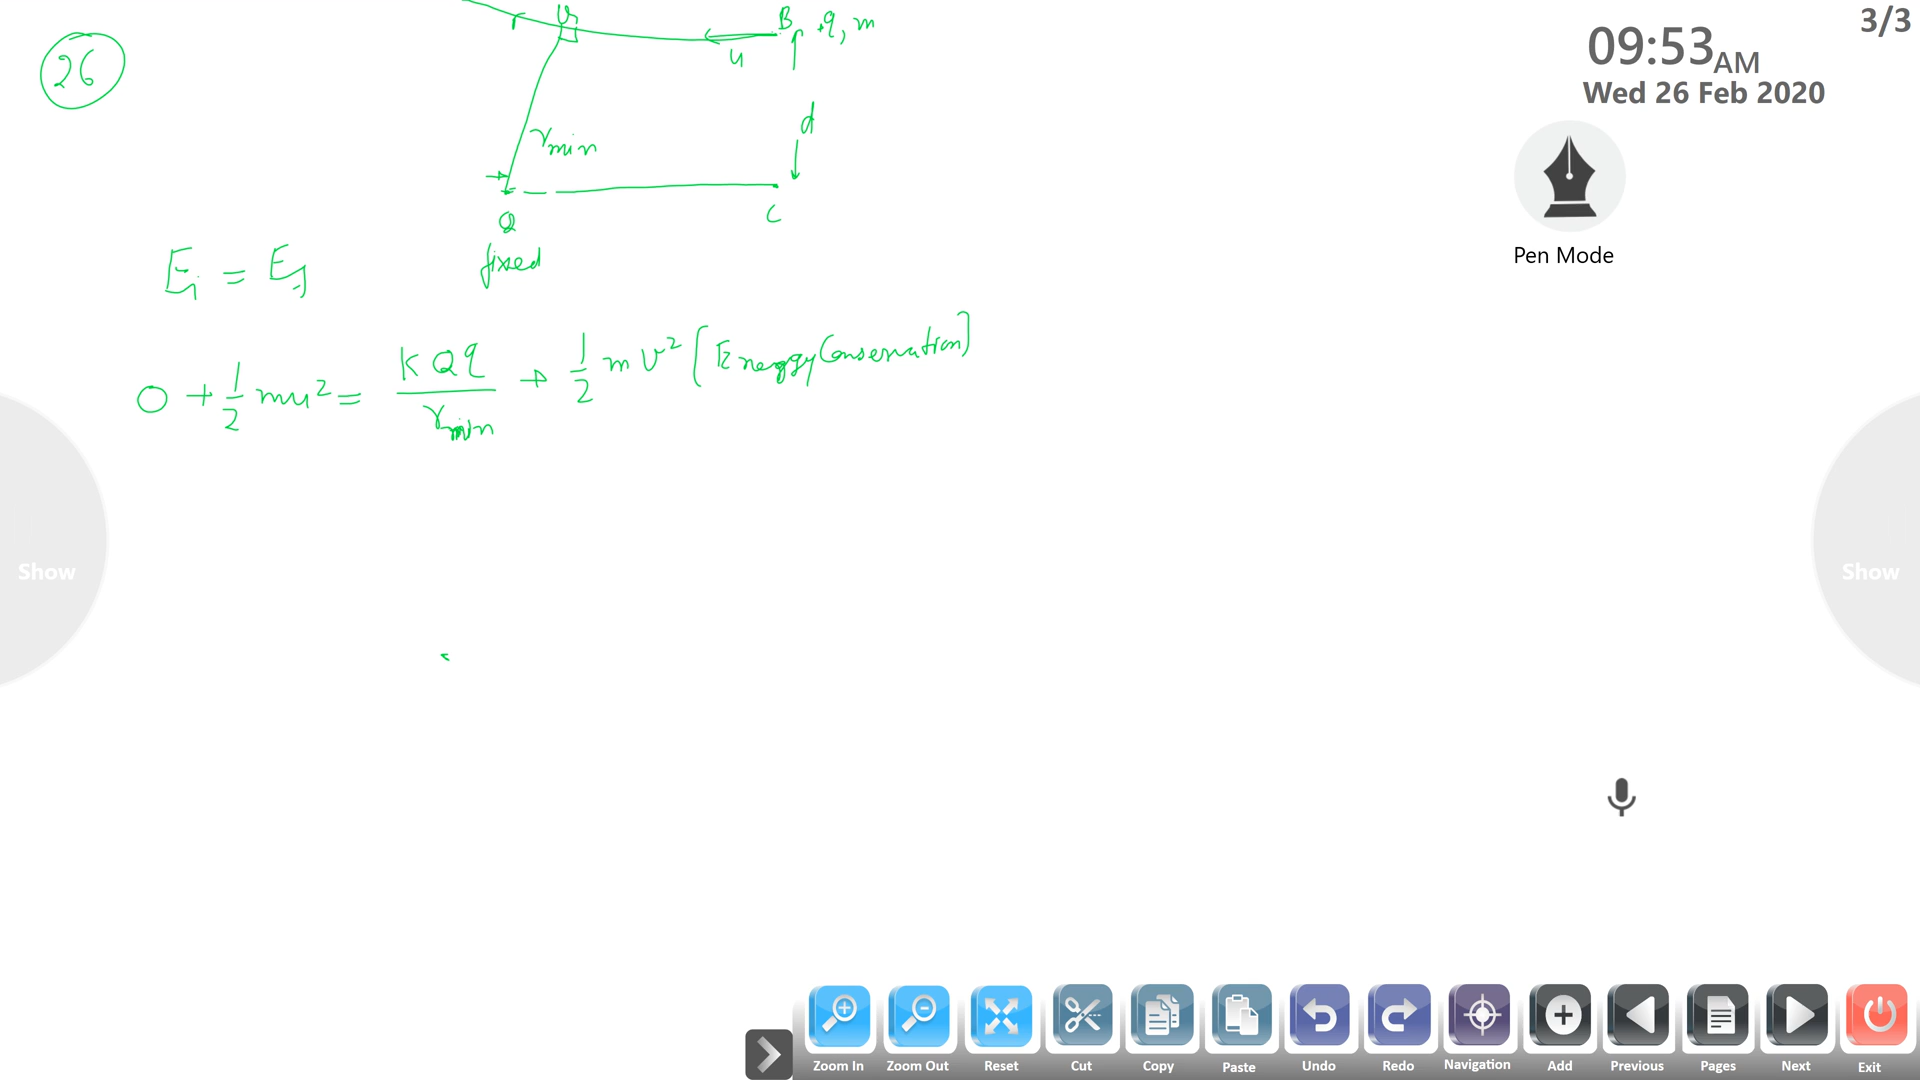 3/3
09:53AM
Wed 26 Feb 2020
Pen Mode
26
B +q, m
u
d
rmin
Q C
fixed
Ei = Ef
0 + 1/2 mu² = KQq/rmin + 1/2 mv² [Energgy Conservation]
Show Show
Zoom In Zoom Out Reset Cut Copy Paste Undo Redo Navigation Add Previous Pages Next Exit